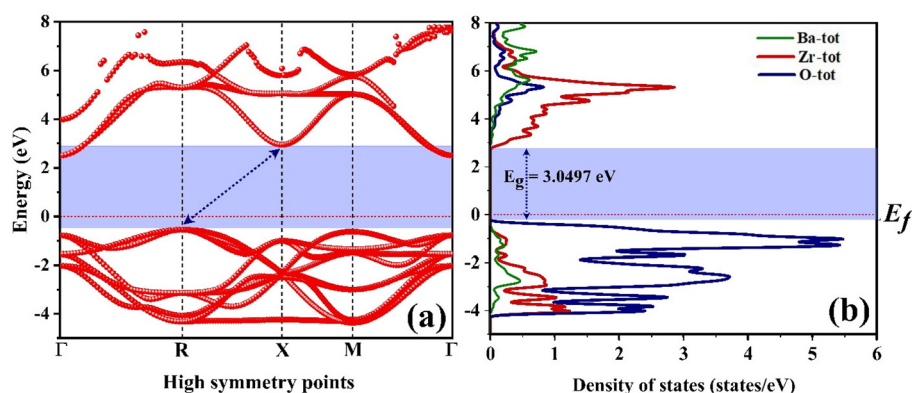 8
6
4
2
0
-2
-4
Energy (eV)
(a)
Γ
R
X
M
Γ
High symmetry points
8
6
4
2
0
-2
-4
Ba-tot
Zr-tot
O-tot
E_g = 3.0497 eV
E_f
(b)
0
1
2
3
4
5
6
Density of states (states/eV)